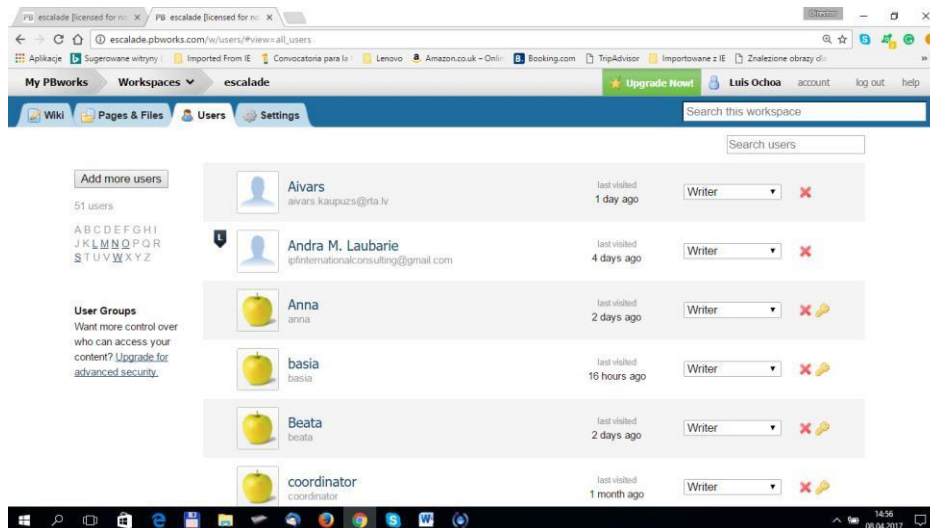 PB escalade [licensed for no
PB escalade [licensed for no
escalade.pbworks.com/w/users/#view=all_users
Aplikacje
Sugerowane witryny
Imported From IE
Convocatoria para la
Lenovo
Amazon.co.uk – Onlin
Booking.com
TripAdvisor
Importowane z IE
Znalezione obrazy dla
My PBworks
Workspaces
escalade
Upgrade Now!
Luis Ochoa
account
log out
help
Wiki
Pages & Files
Users
Settings
Search this workspace
Search users
Add more users
51 users
A B C D E F G H I
J K L M N O P Q R
S T U V W X Y Z
User Groups
Want more control over
who can access your
content? Upgrade for
advanced security.
Aivars
aivars.kaupuzs@rta.lv
last visited
1 day ago
Writer
L
Andra M. Laubarie
ipfinternationalconsulting@gmail.com
last visited
4 days ago
Writer
Anna
anna
last visited
2 days ago
Writer
basia
basia
last visited
16 hours ago
Writer
Beata
beata
last visited
2 days ago
Writer
coordinator
coordinator
last visited
1 month ago
Writer
14:56
08.04.2017